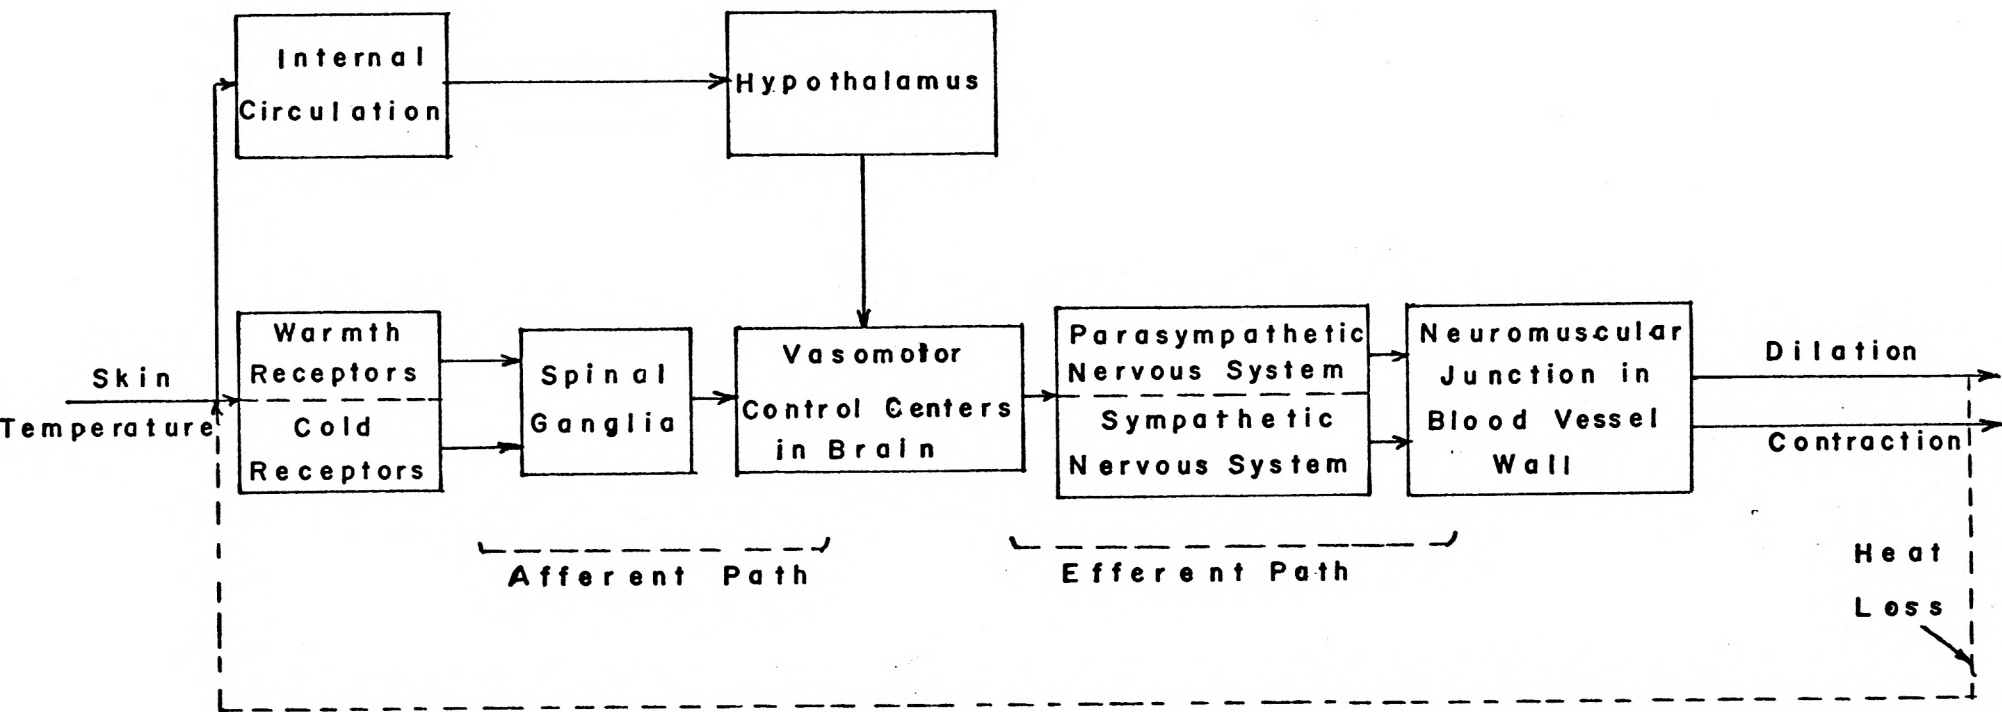 Internal
Circulation
Hypothalamus
Skin
Temperature
Warmth
Receptors
Cold
Receptors
Spinal
Ganglia
Vasomotor
Control Centers
in Brain
Parasympathetic
Nervous System
Sympathetic
Nervous System
Neuromuscular
Junction in
Blood Vessel
Wall
Dilation
Contraction
Afferent Path
Efferent Path
Heat
Loss